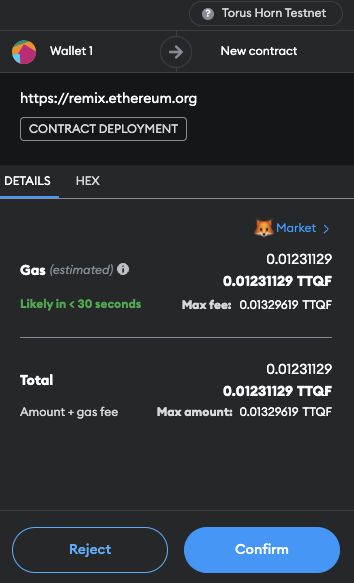 Torus Horn Testnet
Wallet 1
New contract
https://remix.ethereum.org
CONTRACT DEPLOYMENT
DETAILS HEX
Market
0.01231129
Gas (estimated) 0.01231129 TTQF
Likely in < 30 seconds Max fee: 0.01329619 TTQF
0.01231129
Total 0.01231129 TTQF
Amount + gas fee Max amount: 0.01329619 TTQF
Reject Confirm